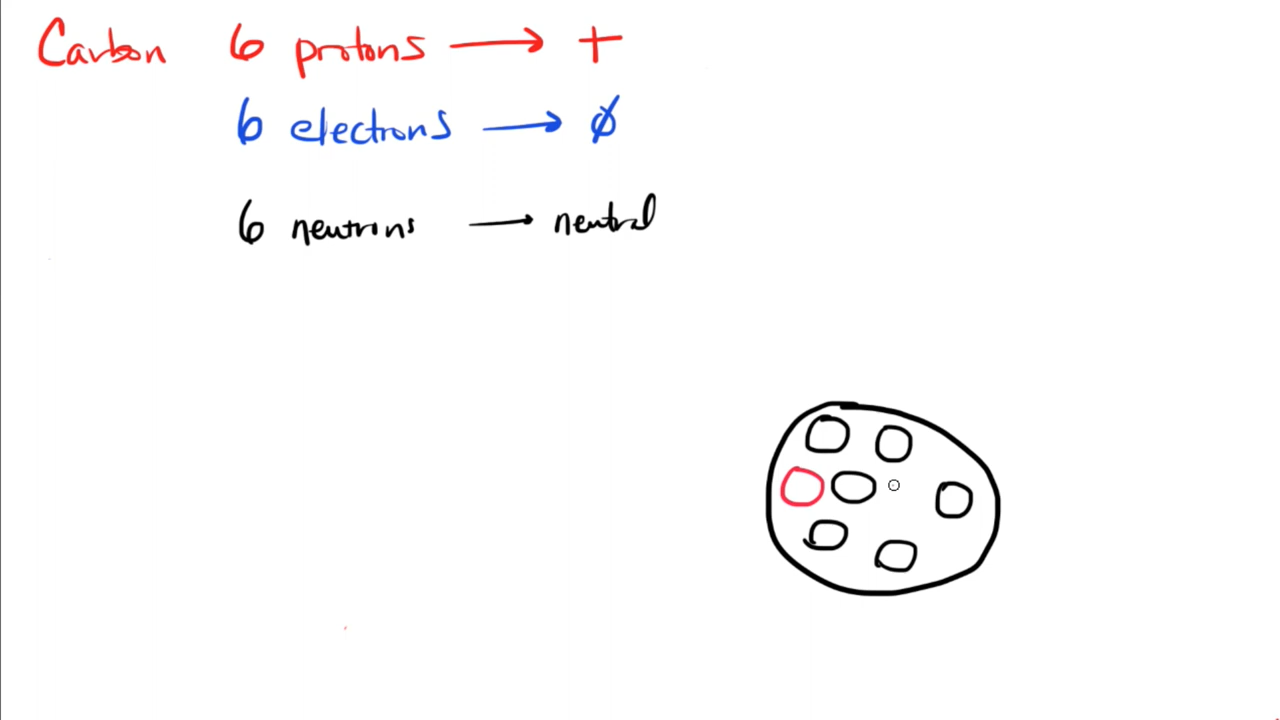 Carbon 6 protons → +
6 electrons → ∅
6 neutrons → neutral